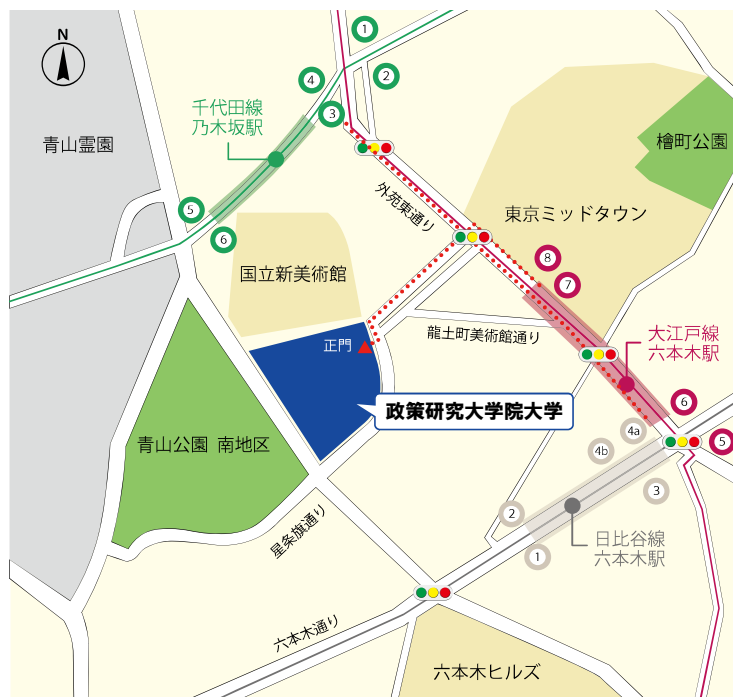 N
1
2
4
3
千代田線
乃木坂駅
青山霊園
檜町公園
外苑東通り
東京ミッドタウン
5
6
国立新美術館
8
7
正門
龍土町美術館通り
大江戸線
六本木駅
政策研究大学院大学
6
5
4a
4b
3
青山公園 南地区
2
1
日比谷線
六本木駅
星条旗通り
六本木通り
六本木ヒルズ